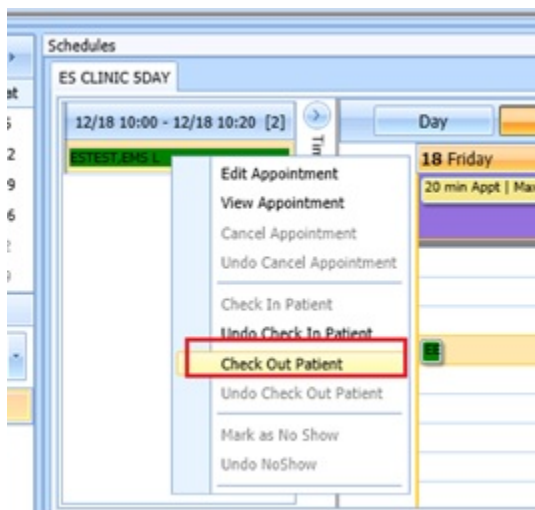 Schedules
ES CLINIC 5DAY
12/18 10:00 - 12/18 10:20 [2]
Day
ESTEST,EMS L
18 Friday
20 min Appt | Max
Edit Appointment
View Appointment
Cancel Appointment
Undo Cancel Appointment
Check In Patient
Undo Check In Patient
Check Out Patient
Undo Check Out Patient
Mark as No Show
Undo NoShow